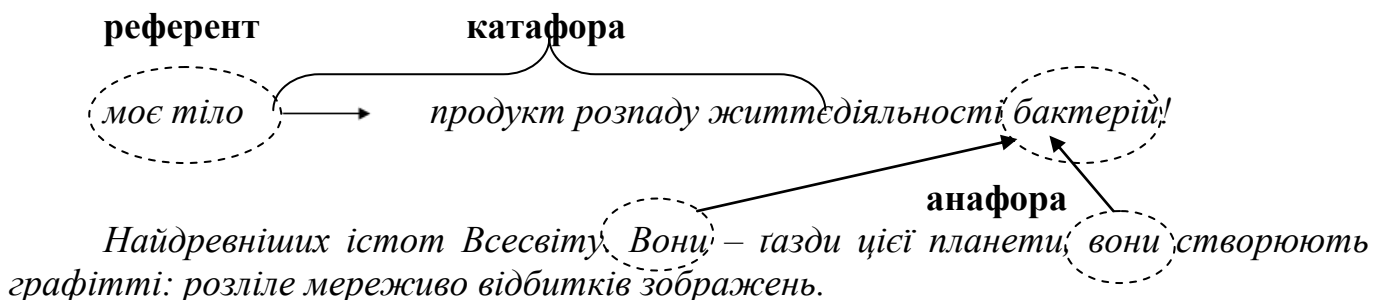 референт катафора
моє тіло продукт розпаду життєдіяльності бактерій!
анафора
Найдревніших істот Всесвіту. Вони – ґазди цієї планети, вони створюють
графітті: розліле мереживо відбитків зображень.